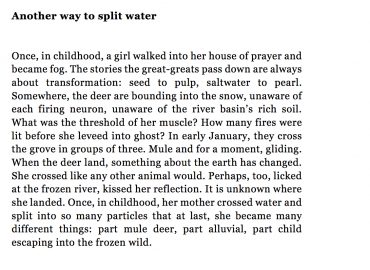 Another way to split water
Once, in childhood, a girl walked into her house of prayer and
became fog. The stories the great-greats pass down are always
about transformation: seed to pulp, saltwater to pearl.
Somewhere, the deer are bounding into the snow, unaware of
each firing neuron, unaware of the river basin's rich soil.
What was the threshold of her muscle? How many fires were
lit before she leveed into ghost? In early January, they cross
the grove in groups of three. Mule and for a moment, gliding.
When the deer land, something about the earth has changed.
She crossed like any other animal would. Perhaps, too, licked
at the frozen river, kissed her reflection. It is unknown where
she landed. Once, in childhood, her mother crossed water and
split into so many particles that at last, she became many
different things: part mule deer, part alluvial, part child
escaping into the frozen wild.